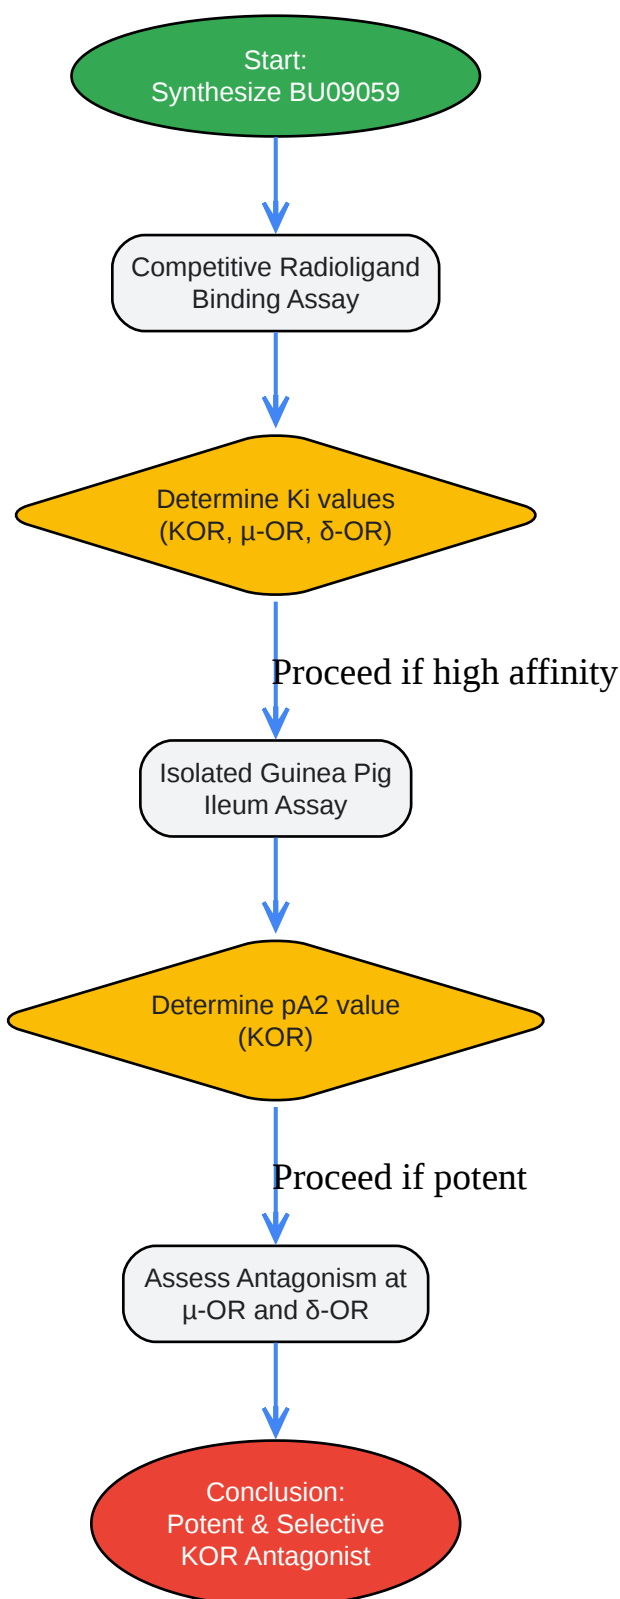 Start:
Synthesize BU09059
Competitive Radioligand
Binding Assay
Determine Ki values
(KOR, µ-OR, δ-OR)
Proceed if high affinity
Isolated Guinea Pig
Ileum Assay
Determine pA2 value
(KOR)
Proceed if potent
Assess Antagonism at
µ-OR and δ-OR
Conclusion:
Potent & Selective
KOR Antagonist